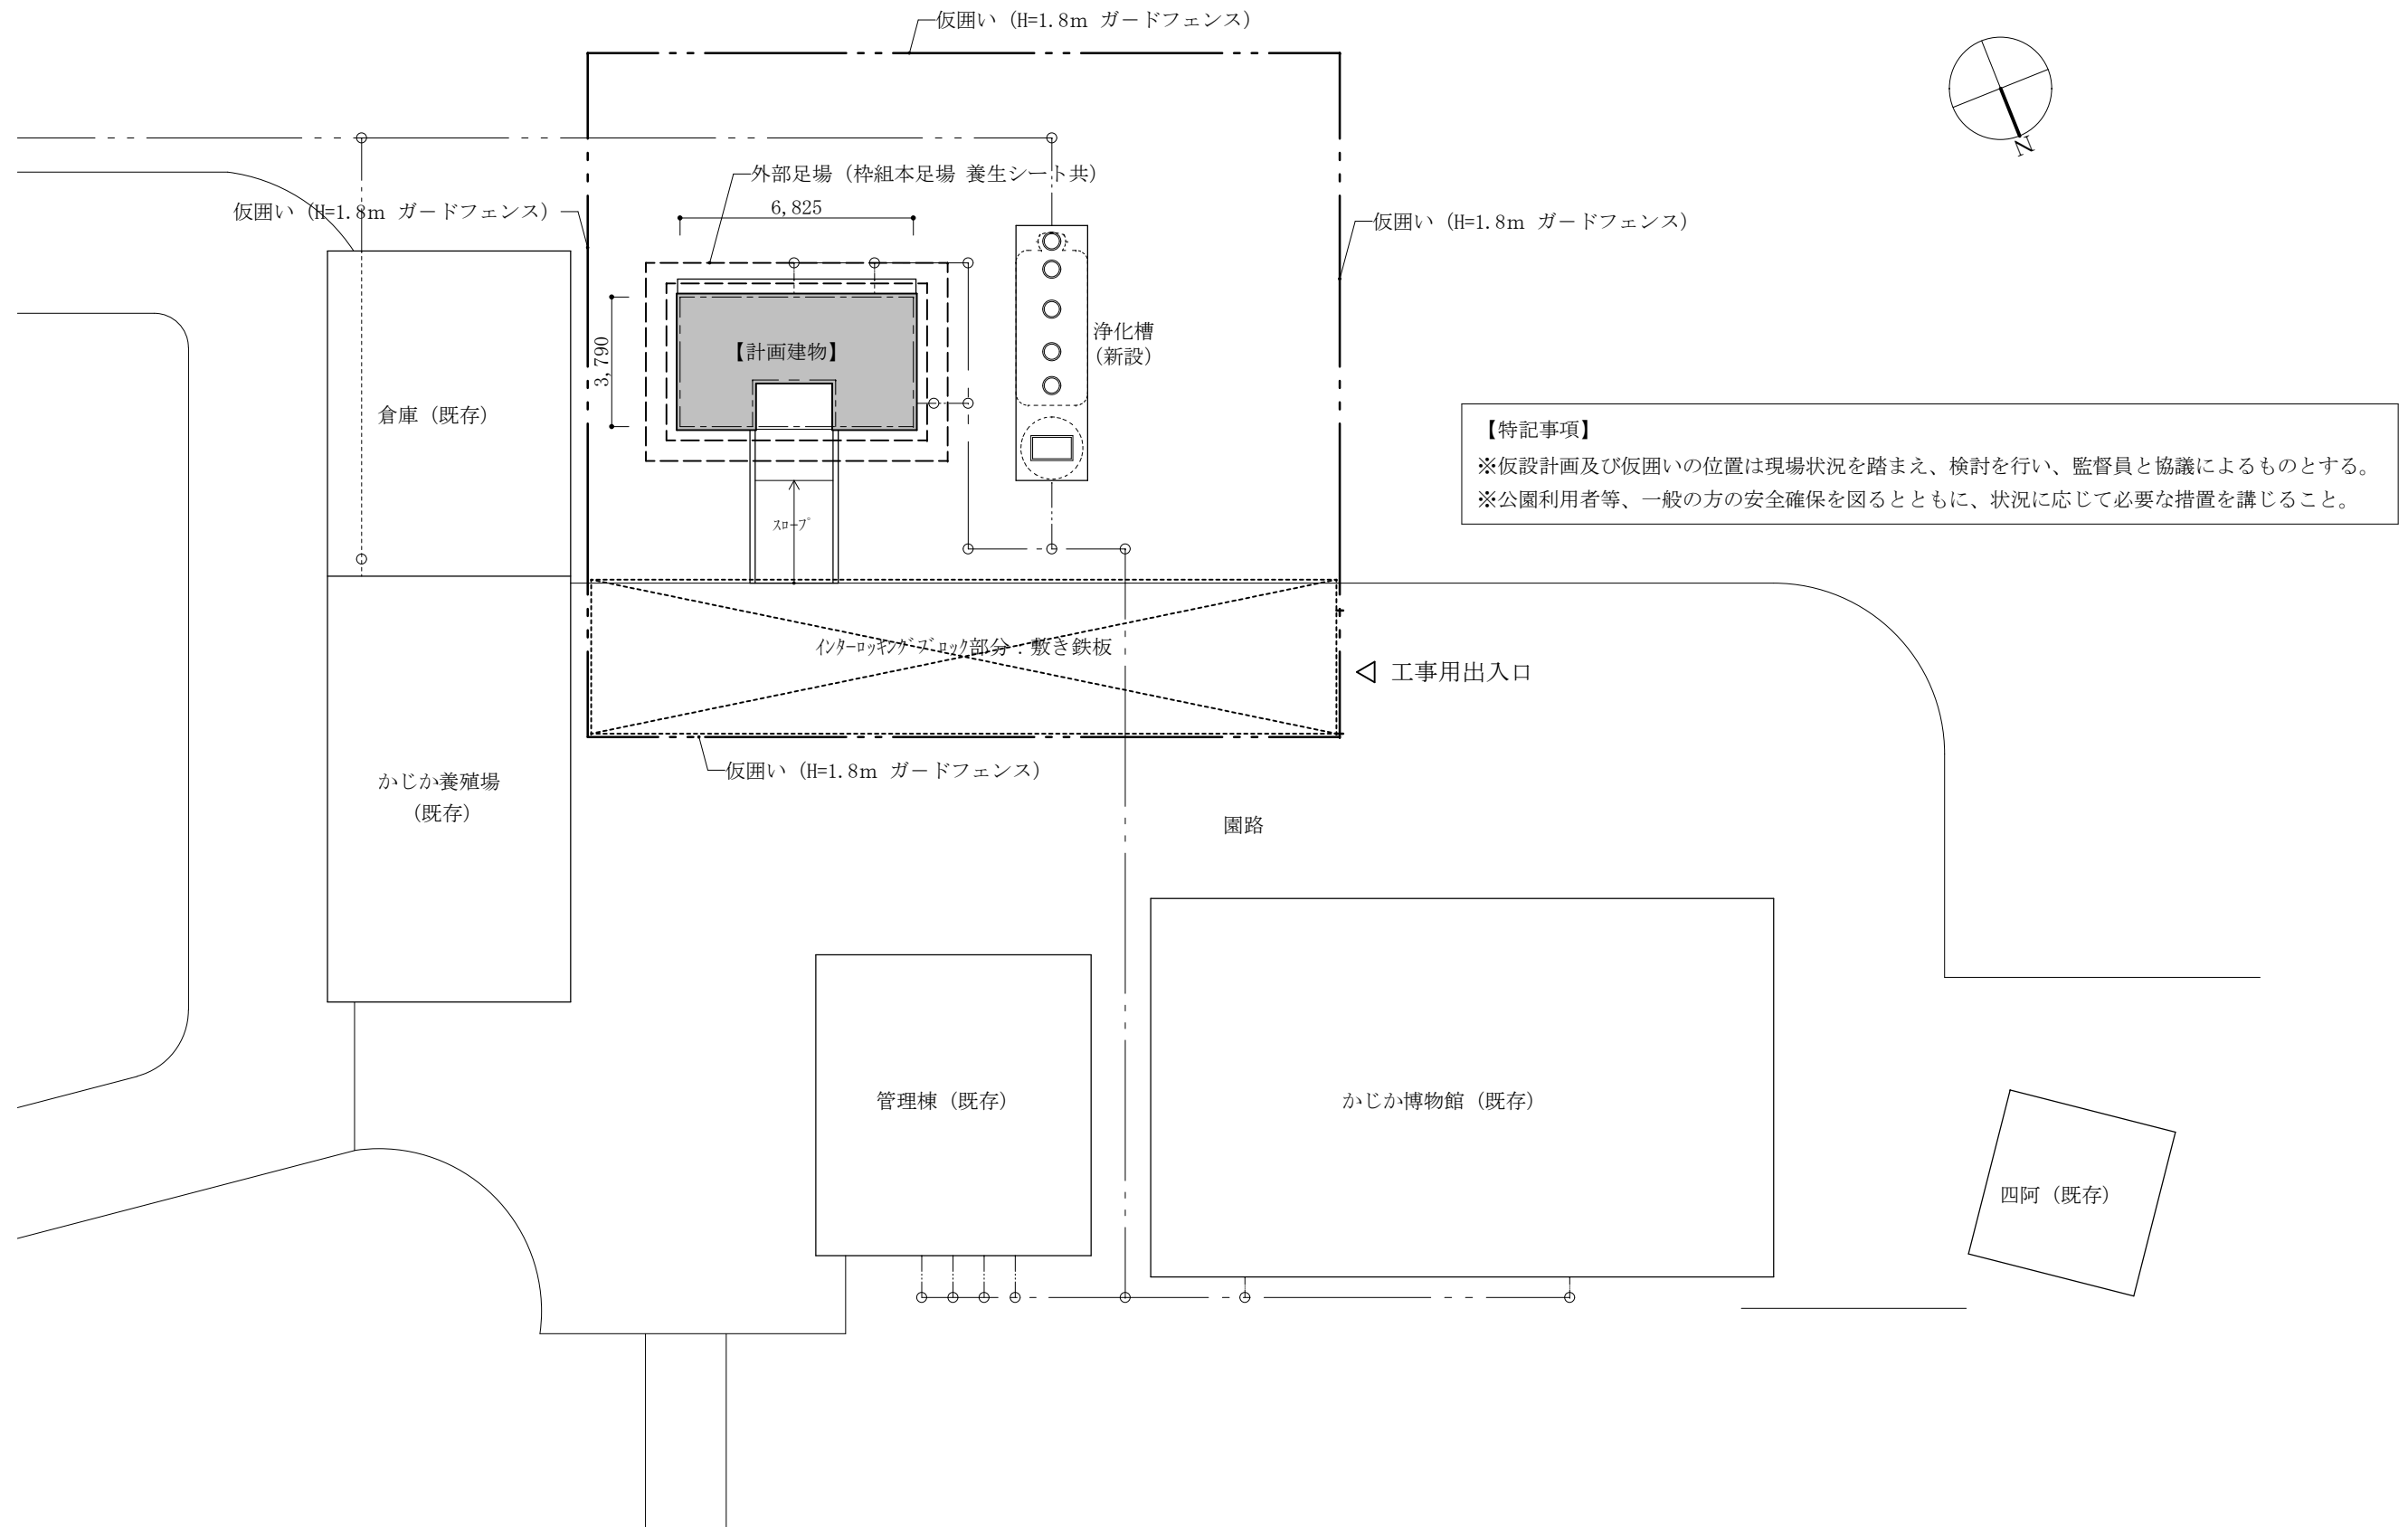 仮囲い（H=1.8m ガードフェンス）
N
外部足場（枠組本足場 養生シート共）
6,825
仮囲い（H=1.8m ガードフェンス）
仮囲い（H=1.8m ガードフェンス）
3,790
【計画建物】
浄化槽
（新設）
倉庫（既存）
【特記事項】
※仮設計画及び仮囲いの位置は現場状況を踏まえ、検討を行い、監督員と協議によるものとする。
※公園利用者等、一般の方の安全確保を図るとともに、状況に応じて必要な措置を講じること。
ｽﾛｰﾌﾟ
ｲﾝﾀｰﾛｯｷﾝｸﾞﾌﾞﾛｯｸ部分：敷き鉄板
工事用出入口
仮囲い（H=1.8m ガードフェンス）
かじか養殖場
（既存）
園路
管理棟（既存）
かじか博物館（既存）
四阿（既存）